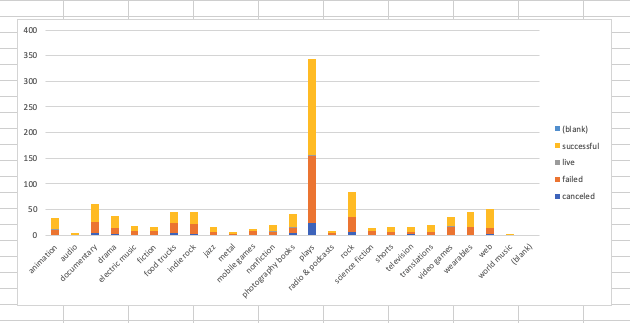 400
350
300
250
200
150
100
50
0
animation
audio
documentary
drama
electric music
fiction
food trucks
indie rock
jazz
metal
mobile games
nonfiction
photography books
plays
radio & podcasts
rock
science fiction
shorts
television
translations
video games
wearables
web
world music
(blank)
(blank)
successful
live
failed
canceled